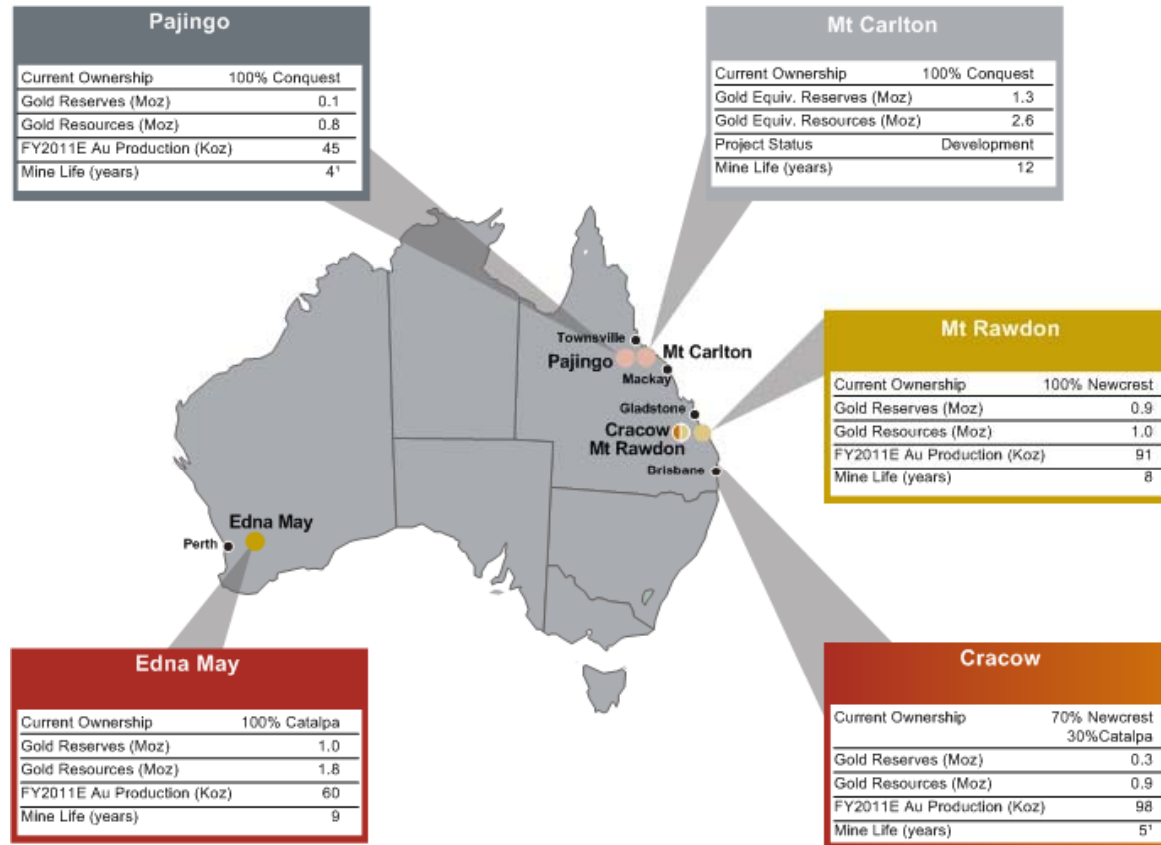 Pajingo
Current Ownership 100% Conquest
Gold Reserves (Moz) 0.1
Gold Resources (Moz) 0.8
FY2011E Au Production (Koz) 45
Mine Life (years) 4¹
Mt Carlton
Current Ownership 100% Conquest
Gold Equiv. Reserves (Moz) 1.3
Gold Equiv. Resources (Moz) 2.6
Project Status Development
Mine Life (years) 12
Townsville
Pajingo
Mt Carlton
Mackay
Gladstone
Cracow
Mt Rawdon
Brisbane
Edna May
Perth
Mt Rawdon
Current Ownership 100% Newcrest
Gold Reserves (Moz) 0.9
Gold Resources (Moz) 1.0
FY2011E Au Production (Koz) 91
Mine Life (years) 8
Edna May
Current Ownership 100% Catalpa
Gold Reserves (Moz) 1.0
Gold Resources (Moz) 1.8
FY2011E Au Production (Koz) 60
Mine Life (years) 9
Cracow
Current Ownership 70% Newcrest
30%Catalpa
Gold Reserves (Moz) 0.3
Gold Resources (Moz) 0.9
FY2011E Au Production (Koz) 98
Mine Life (years) 5¹